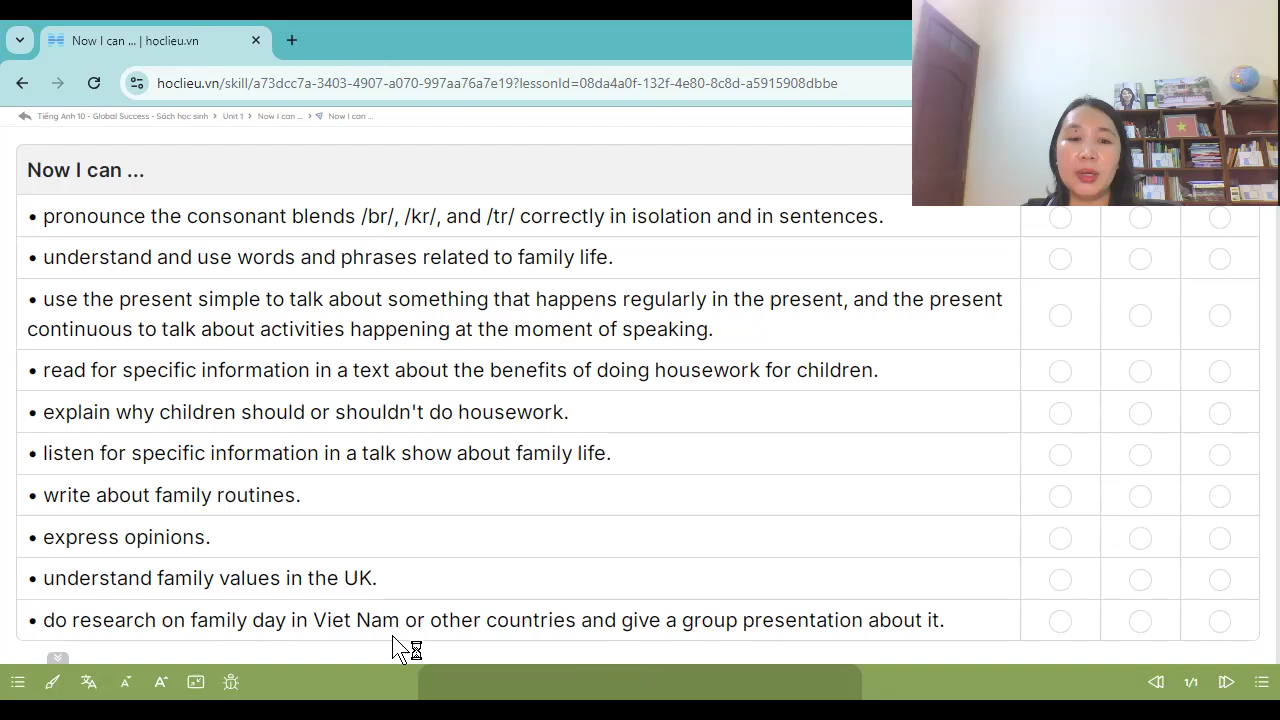 Now I can ... | hoclieu.vn
hoclieu.vn/skill/a73dcc7a-3403-4907-a070-997aa76a7e19?lessonId=08da4a0f-132f-4e80-8c8d-a5915908dbbe
Tiếng Anh 10 - Global Success - Sách học sinh > Unit 1 > Now I can ... > Now I can ...
Now I can ...
• pronounce the consonant blends /br/, /kr/, and /tr/ correctly in isolation and in sentences.
• understand and use words and phrases related to family life.
• use the present simple to talk about something that happens regularly in the present, and the present
continuous to talk about activities happening at the moment of speaking.
• read for specific information in a text about the benefits of doing housework for children.
• explain why children should or shouldn't do housework.
• listen for specific information in a talk show about family life.
• write about family routines.
• express opinions.
• understand family values in the UK.
• do research on family day in Viet Nam or other countries and give a group presentation about it.
1/1